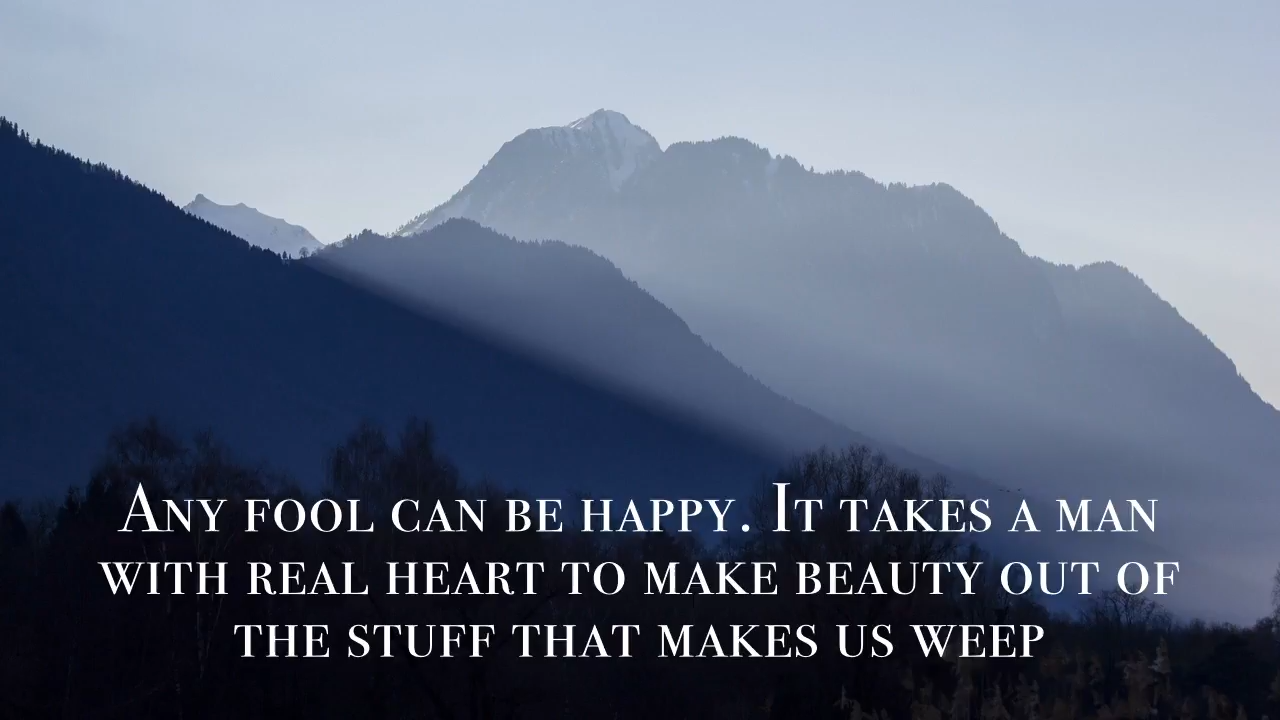 Any fool can be happy. It takes a man
with real heart to make beauty out of
the stuff that makes us weep